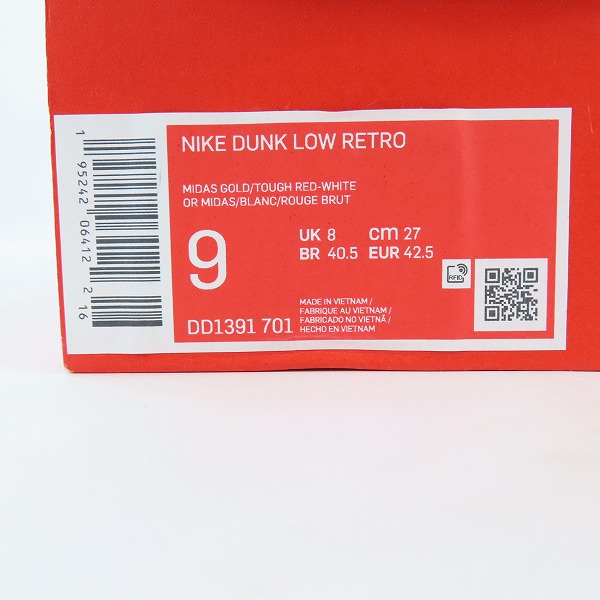 NIKE DUNK LOW RETRO
MIDAS GOLD/TOUGH RED-WHITE
OR MIDAS/BLANC/ROUGE BRUT
9
UK 8 cm 27
BR 40.5 EUR 42.5
RFID
DD1391 701
MADE IN VIETNAM /
FABRIQUE AU VIETNAM /
FABRICADO NO VIETNÃ /
HECHO EN VIETNAM
1 95242 06412 2 16